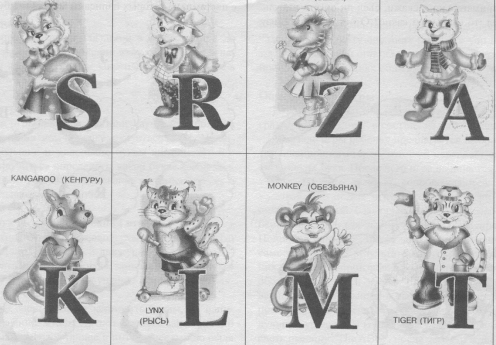 S
R
Z
A
KANGAROO (КЕНГУРУ)
K
LYNX
(РЫСЬ)
L
MONKEY (ОБЕЗЬЯНА)
M
TIGER (ТИГР)
T